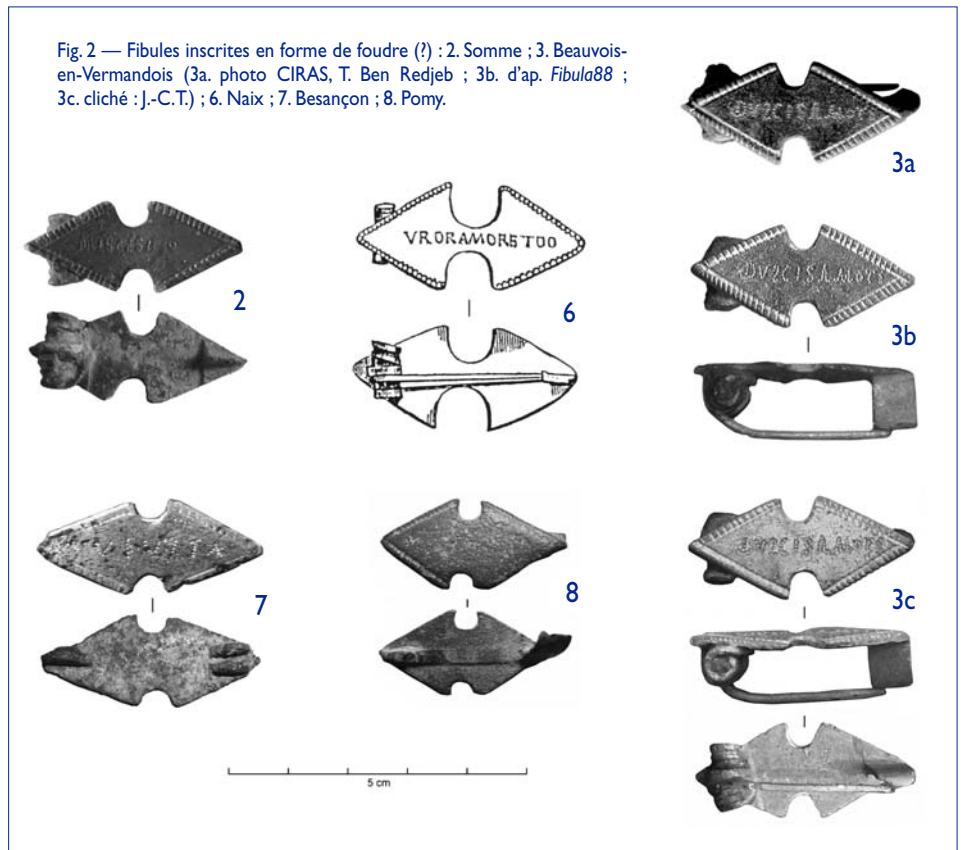 Fig. 2 — Fibules inscrites en forme de foudre (?) : 2. Somme ; 3. Beauvois-
en-Vermandois (3a. photo CIRAS, T. Ben Redjeb ; 3b. d'ap. Fibula88 ;
3c. cliché : J.-C.T.) ; 6. Naix ; 7. Besançon ; 8. Pomy.
3a
2
VRORAMORETUO
6
3b
7
8
3c
5 cm